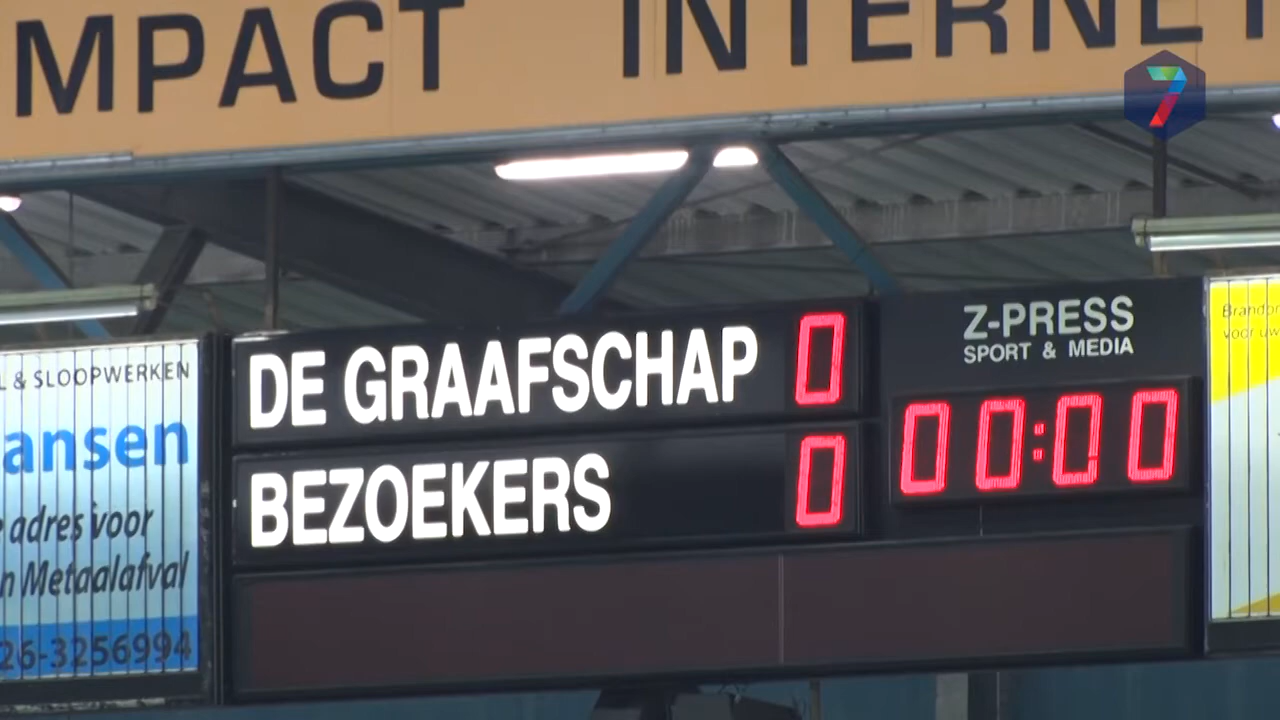 MPACT INTERNET
7
DE GRAAFSCHAP 0
BEZOEKERS 0
Z-PRESS
SPORT & MEDIA
00:00
L & SLOOPWERKEN
ansen
adres voor
n Metaalafval
26-3256994
voor uw